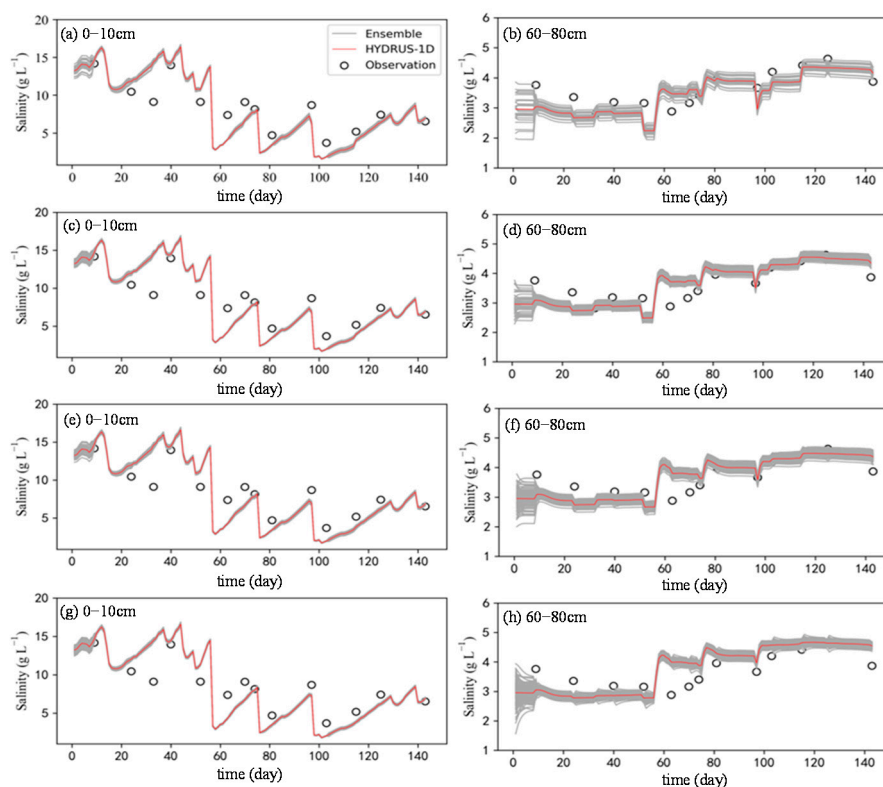 (a) 0−10cm
Ensemble
HYDRUS-1D
Observation
Salinity (g L−1)
20
15
10
5
0 20 40 60 80 100 120 140
time (day)
(b) 60−80cm
Salinity (g L−1)
6
5
4
3
2
1
0 20 40 60 80 100 120 140
time (day)
(c) 0−10cm
Salinity (g L−1)
20
15
10
5
0 20 40 60 80 100 120 140
time (day)
(d) 60−80cm
Salinity (g L−1)
6
5
4
3
2
1
0 20 40 60 80 100 120 140
time (day)
(e) 0−10cm
Salinity (g L−1)
20
15
10
5
0 20 40 60 80 100 120 140
time (day)
(f) 60−80cm
Salinity (g L−1)
6
5
4
3
2
1
0 20 40 60 80 100 120 140
time (day)
(g) 0−10cm
Salinity (g L−1)
20
15
10
5
0 20 40 60 80 100 120 140
time (day)
(h) 60−80cm
Salinity (g L−1)
6
5
4
3
2
1
0 20 40 60 80 100 120 140
time (day)